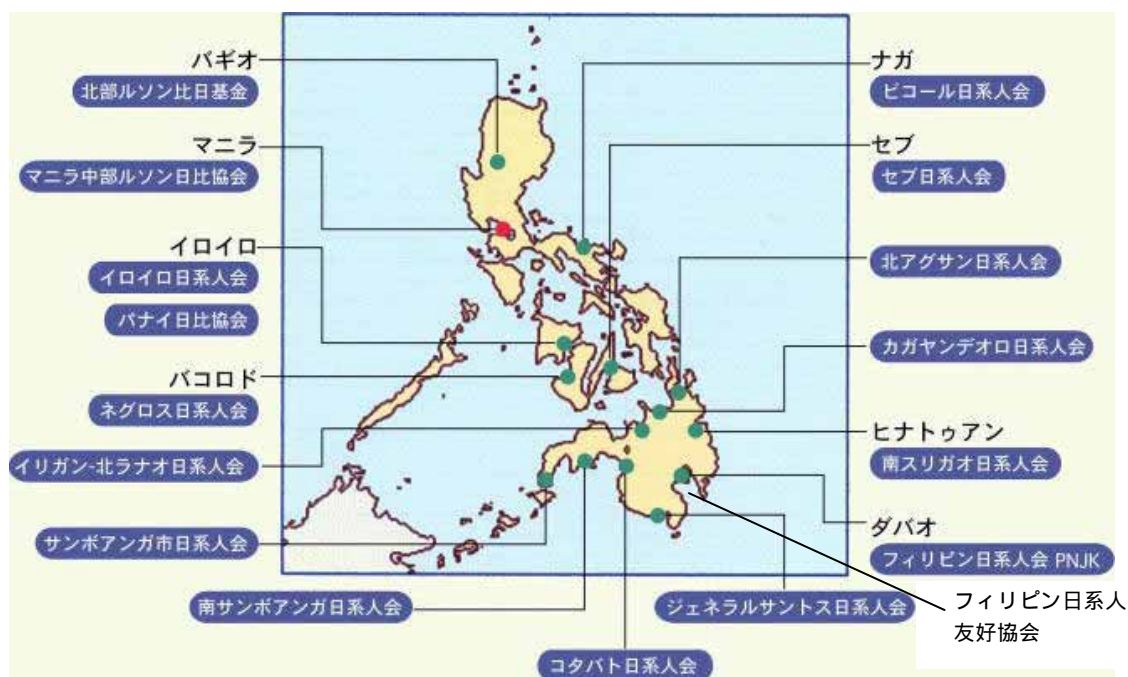 バギオ
北部ルソン比日基金
マニラ
マニラ中部ルソン日比協会
イロイロ
イロイロ日系人会
パナイ日比協会
バコロド
ネグロス日系人会
イリガン-北ラナオ日系人会
サンボアンガ市日系人会
南サンボアンガ日系人会
コタバト日系人会
ナガ
ビコール日系人会
セブ
セブ日系人会
北アグサン日系人会
カガヤンデオロ日系人会
ヒナトゥアン
南スリガオ日系人会
ダバオ
フィリピン日系人会 PNJK
ジェネラルサントス日系人会
フィリピン日系人
友好協会